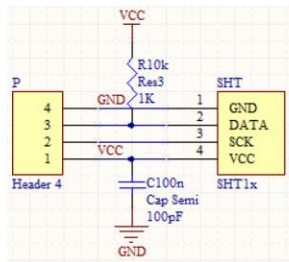 VCC
R10k
Res3
1K
P
SHT
GND
4
1
GND
3
2
DATA
2
3
SCK
VCC
1
4
VCC
Header 4
C100n
SHT1x
Cap Semi
100pF
GND